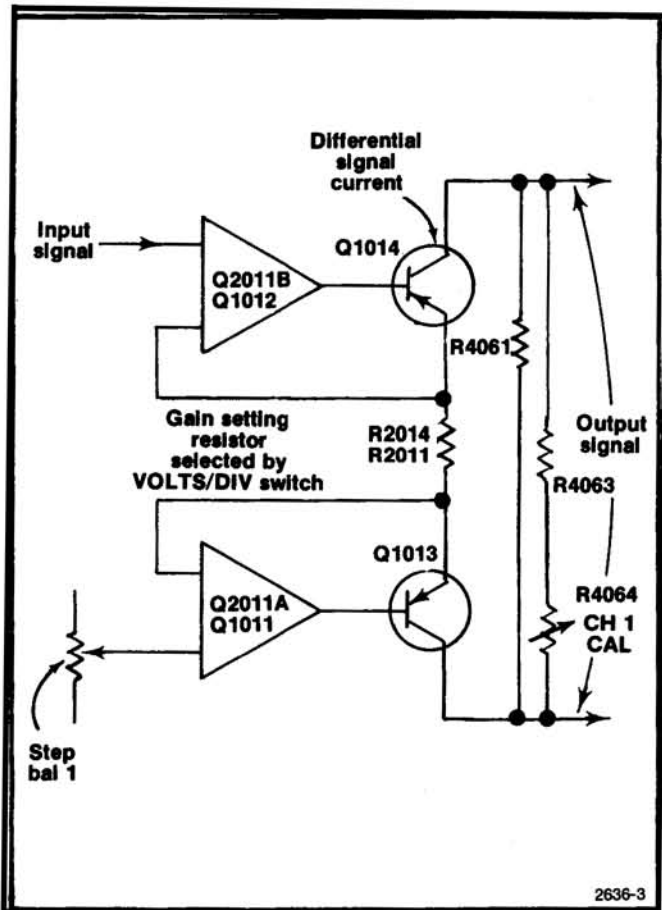 Differential
signal
current
Input
signal
Q1014
Q2011B
Q1012
R4061
Gain setting
resistor
selected by
VOLTS/DIV switch
R2014
R2011
Output
signal
R4063
Q1013
R4064
CH 1
CAL
Q2011A
Q1011
Step
bal 1
2636-3